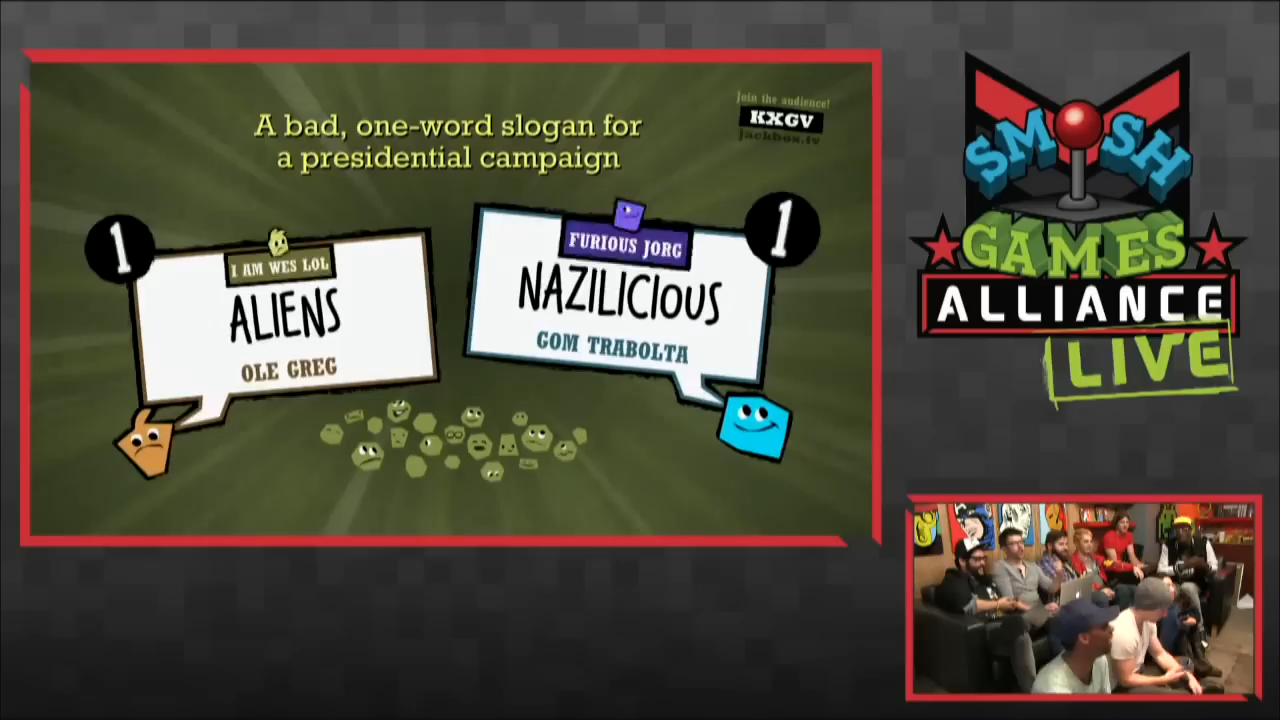 A bad, one-word slogan for
a presidential campaign
Join the audience!
KXGV
jackbox.tv
1
I AM WES LOL
ALIENS
OLE GREG
1
FURIOUS JORG
NAZILICIOUS
GOM TRABOLTA
SMOSH
GAMES
ALLIANCE
LIVE